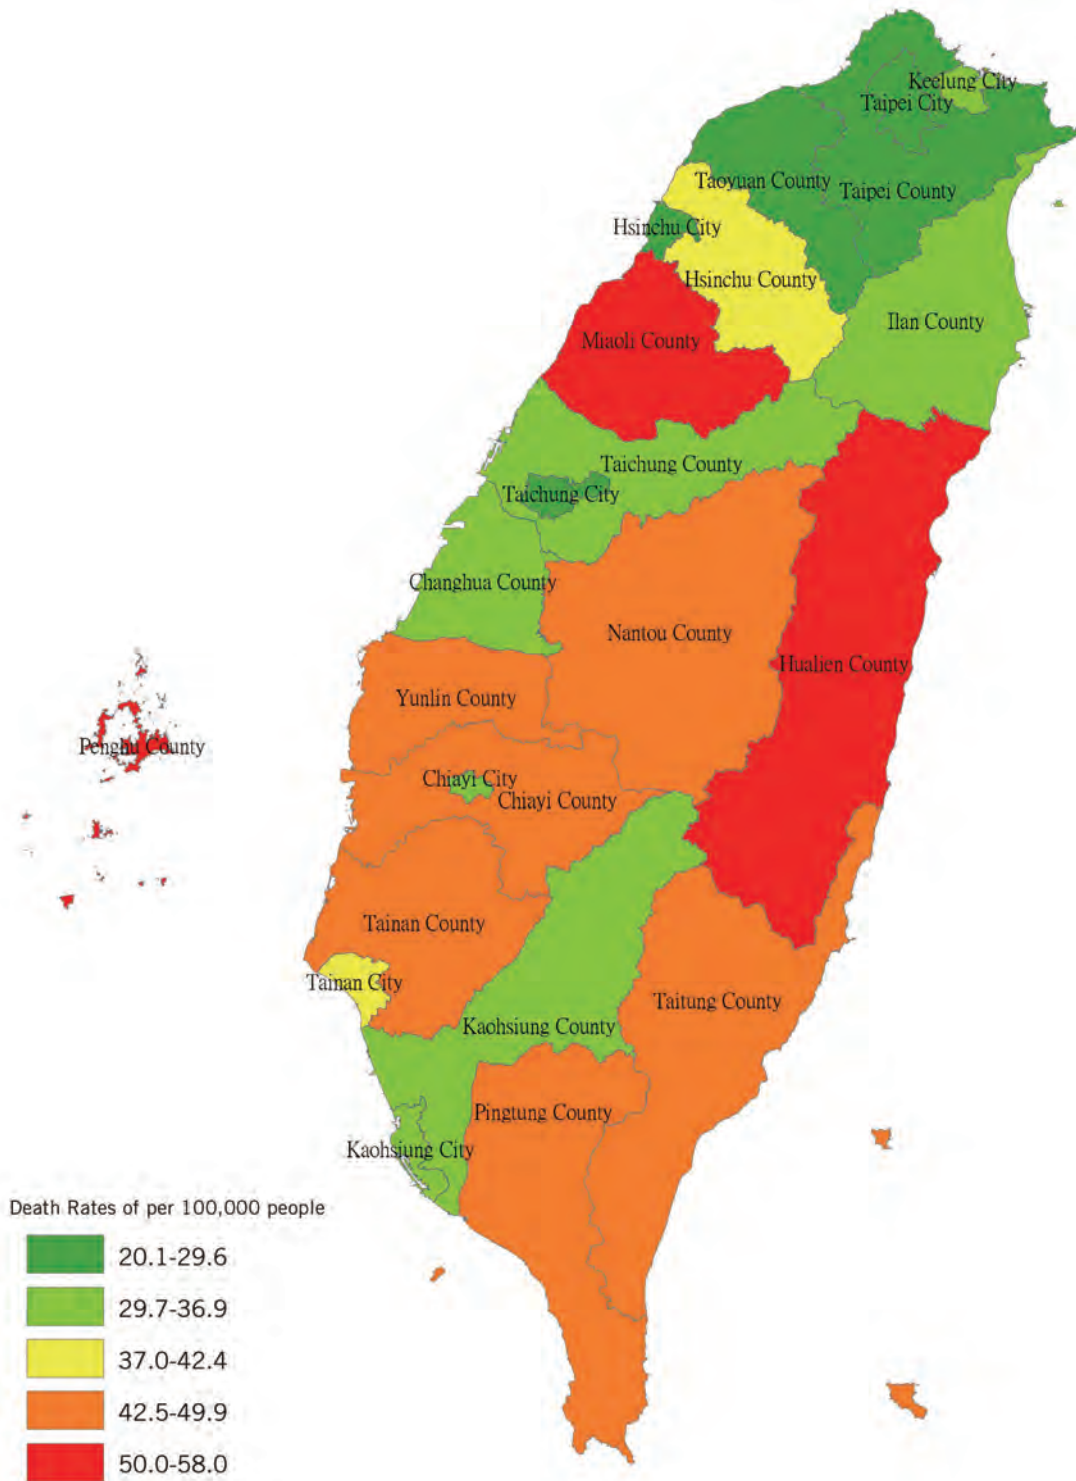 Keelung City
Taipei City
Taoyuan County
Taipei County
Hsinchu City
Hsinchu County
Ilan County
Miaoli County
Taichung County
Taichung City
Changhua County
Nantou County
Hualien County
Yunlin County
Penghu County
Chiayi City
Chiayi County
Tainan County
Tainan City
Taitung County
Kaohsiung County
Pingtung County
Kaohsiung City
Death Rates of per 100,000 people
20.1-29.6
29.7-36.9
37.0-42.4
42.5-49.9
50.0-58.0